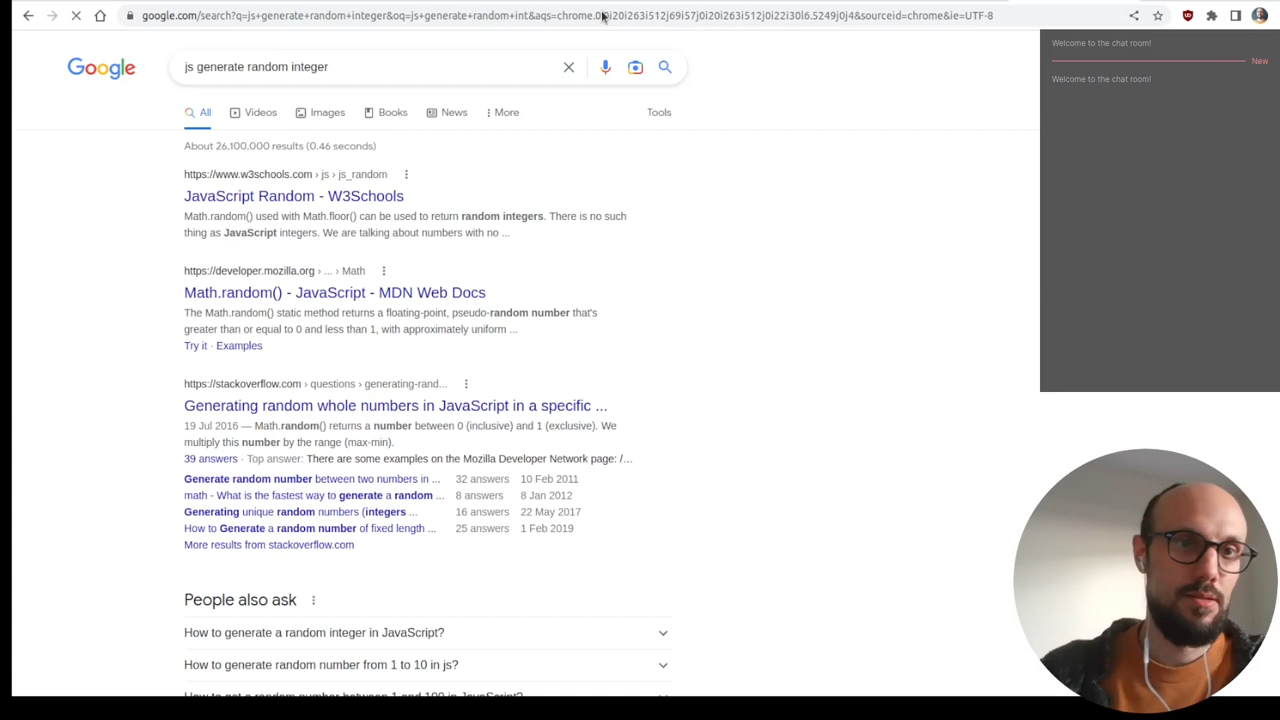 google.com/search?q=js+generate+random+integer&oq=js+generate+random+int&aqs=chrome.0.0i20i263i512j69i57j0i20i263i512j0i22i30l6.5249j0j4&sourceid=chrome&ie=UTF-8
Welcome to the chat room!
New
Welcome to the chat room!
Google
js generate random integer
All
Videos
Images
Books
News
More
Tools
About 26,100,000 results (0.46 seconds)
https://www.w3schools.com › js › js_random
JavaScript Random - W3Schools
Math.random() used with Math.floor() can be used to return random integers. There is no such
thing as JavaScript integers. We are talking about numbers with no ...
https://developer.mozilla.org › ... › Math
Math.random() - JavaScript - MDN Web Docs
The Math.random() static method returns a floating-point, pseudo-random number that's
greater than or equal to 0 and less than 1, with approximately uniform ...
Try it · Examples
https://stackoverflow.com › questions › generating-rand...
Generating random whole numbers in JavaScript in a specific ...
19 Jul 2016 — Math.random() returns a number between 0 (inclusive) and 1 (exclusive). We
multiply this number by the range (max-min).
39 answers · Top answer: There are some examples on the Mozilla Developer Network page: /…
Generate random number between two numbers in ... 32 answers 10 Feb 2011
math - What is the fastest way to generate a random ... 8 answers 8 Jan 2012
Generating unique random numbers (integers ... 16 answers 22 May 2017
How to Generate a random number of fixed length ... 25 answers 1 Feb 2019
More results from stackoverflow.com
People also ask
How to generate a random integer in JavaScript?
How to generate random number from 1 to 10 in js?
How to get a random number between 1 and 100 in JavaScript?